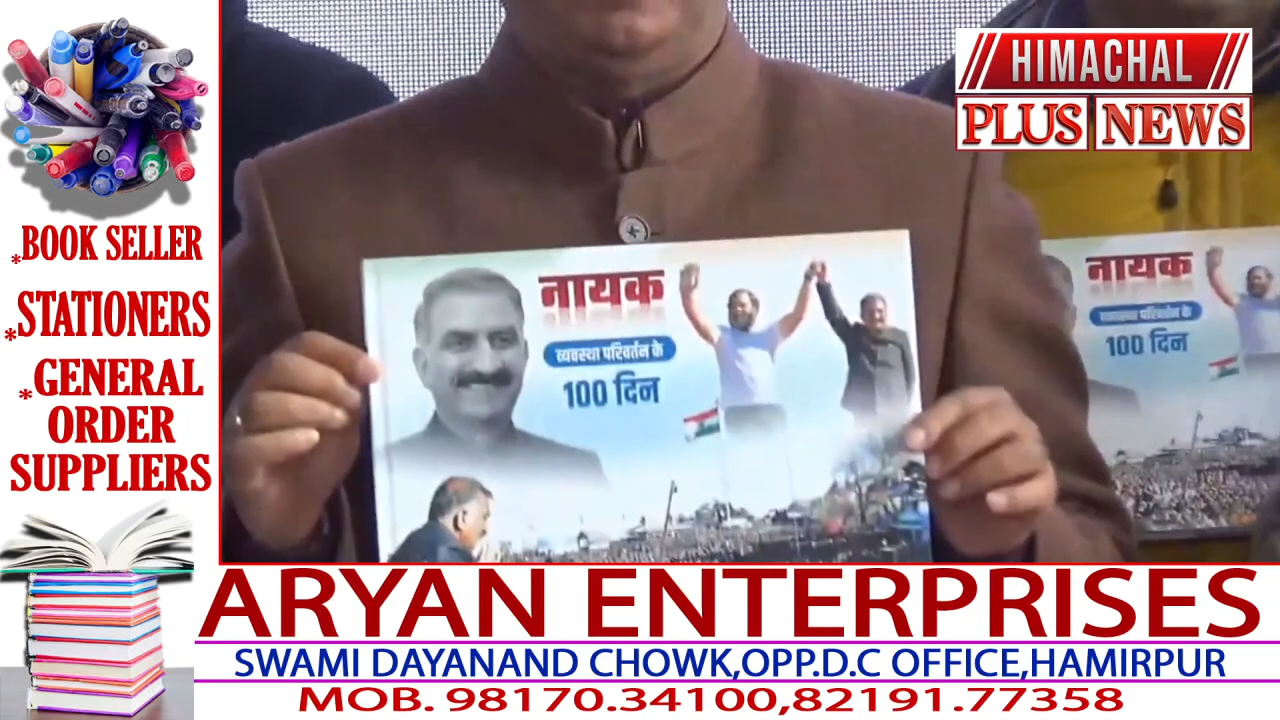 HIMACHAL
PLUS NEWS
*BOOK SELLER
*STATIONERS
*GENERAL
ORDER
SUPPLIERS
नायक
व्यवस्था परिवर्तन के
100 दिन
नायक
व्यवस्था परिवर्तन के
100 दिन
ARYAN ENTERPRISES
SWAMI DAYANAND CHOWK,OPP.D.C OFFICE,HAMIRPUR
MOB. 98170.34100,82191.77358